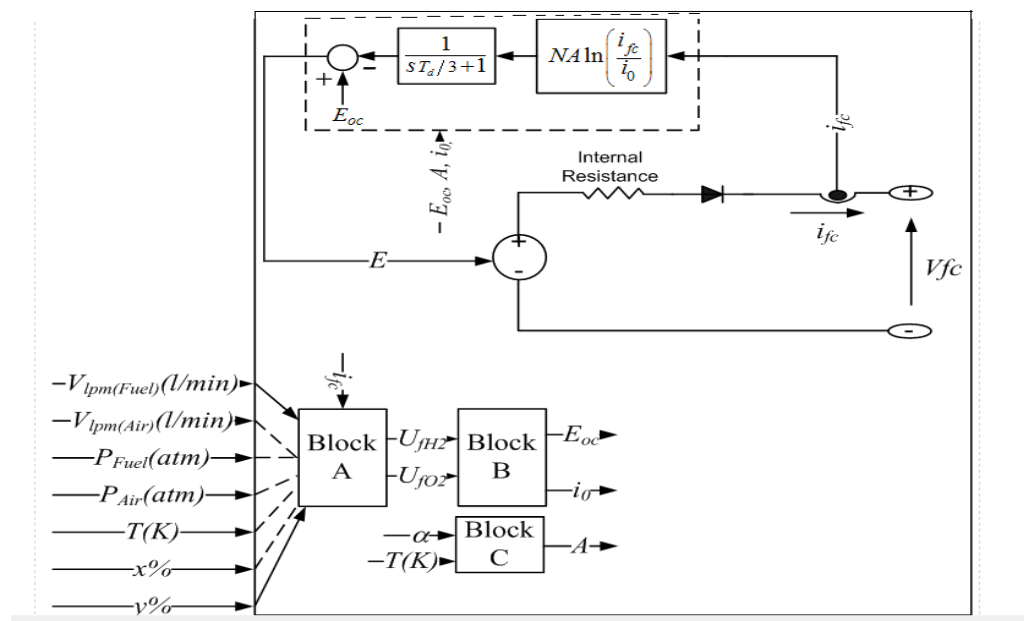 1
sT_d/3+1
NA ln(i_fc/i_0)
+
−
E_oc
i_fc
– E_oc, A, i_0,
Internal
Resistance
+
i_fc
+
-
E
Vfc
-
–V_lpm(Fuel)(l/min)
i_fc
–V_lpm(Air)(l/min)
P_Fuel(atm)
P_Air(atm)
T(K)
x%
y%
Block
A
U_fH2
U_fO2
Block
B
E_oc
i_0
α
T(K)
Block
C
A